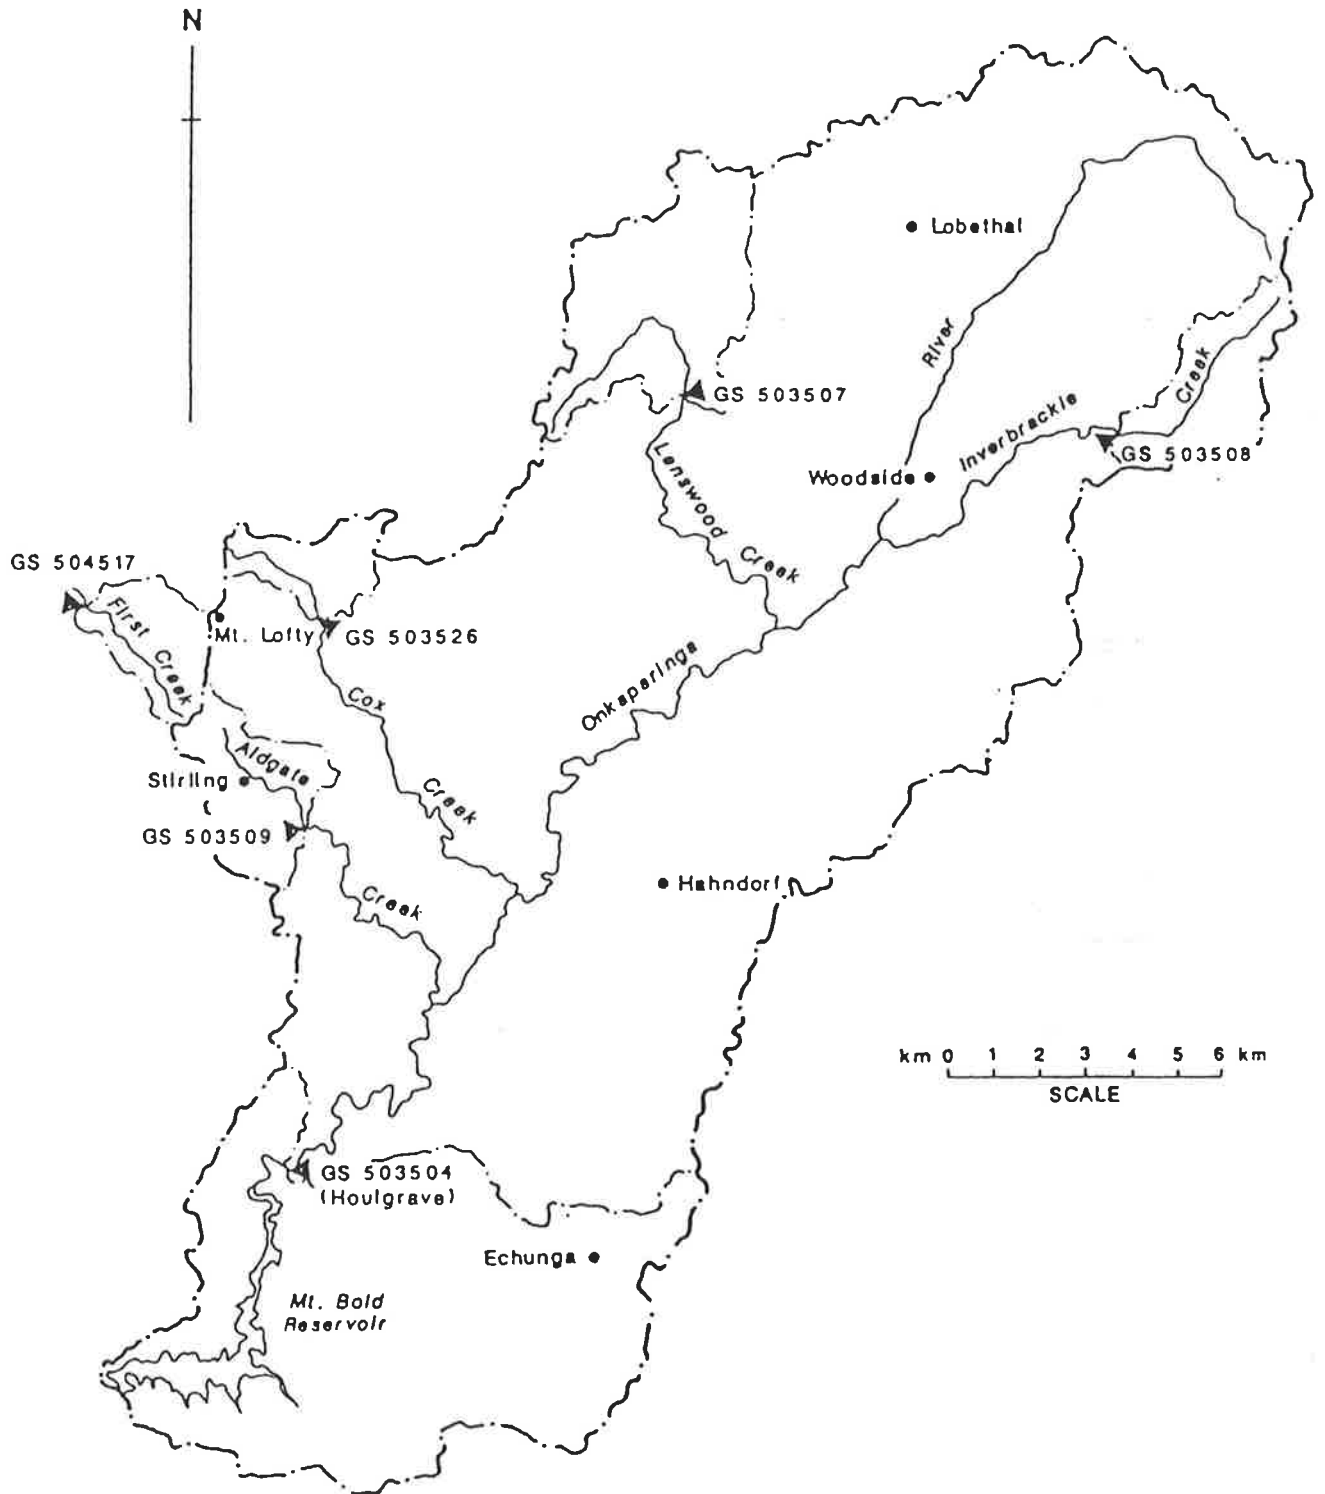 N
Lobethal
River
Creek
GS 503507
Inverbrackie
GS 503508
Woodside
Lenswood Creek
GS 504517
First Creek
Mt. Lofty
GS 503526
Onkaparinga
Cox
Creek
Aldgate
Stirling
GS 503509
Creek
Hahndorf
km 0 1 2 3 4 5 6 km
SCALE
GS 503504
(Houlgrave)
Echunga
Mt. Bold
Reservoir